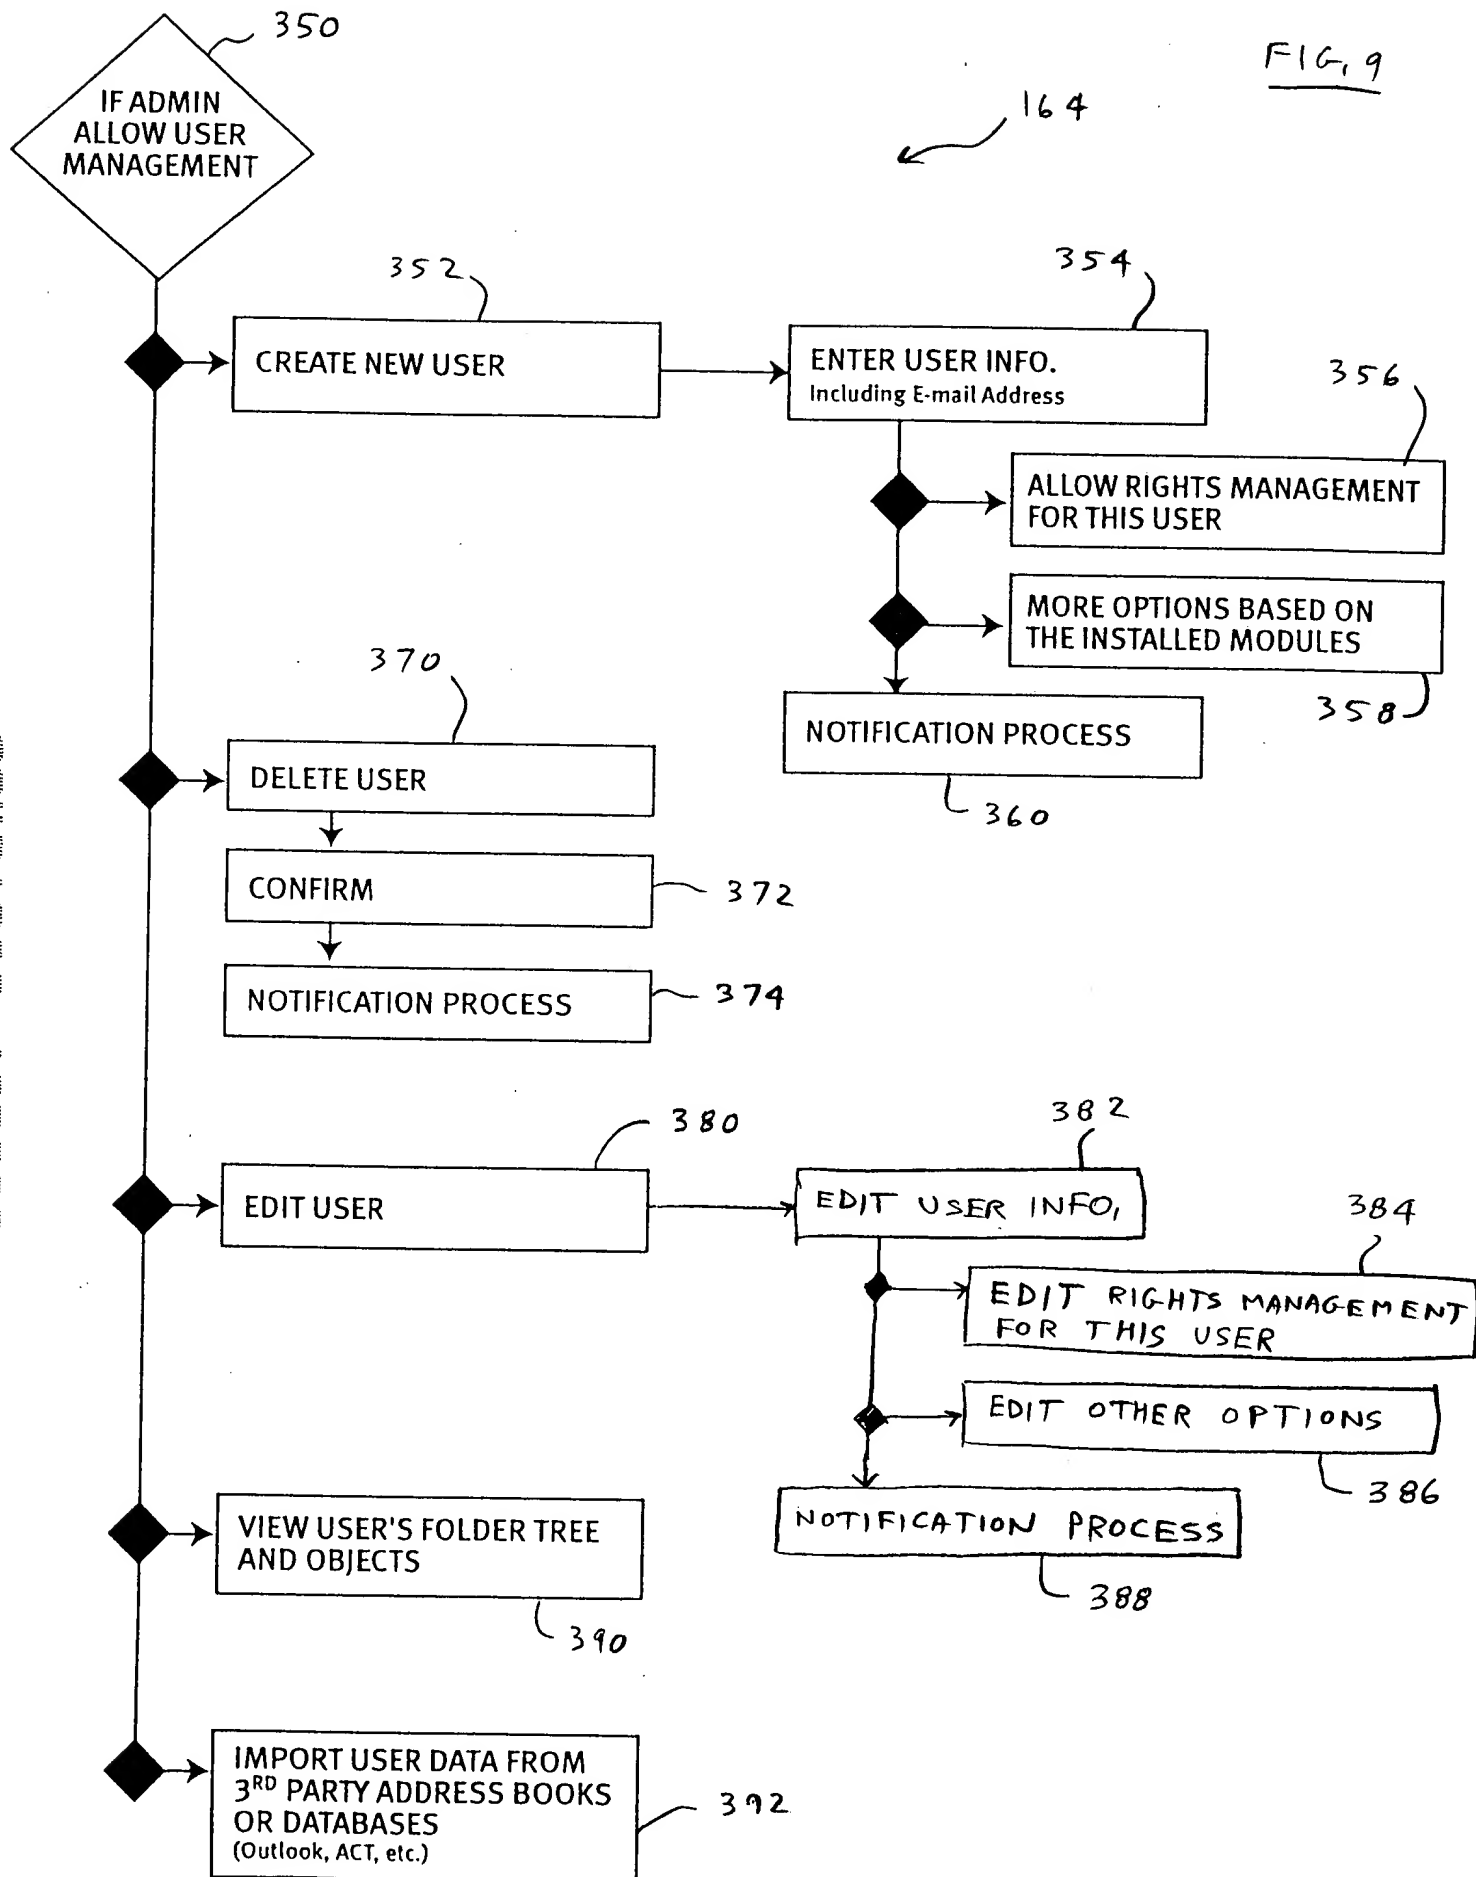 350
FIG, 9
164
IF ADMIN
ALLOW USER
MANAGEMENT
352
354
CREATE NEW USER
ENTER USER INFO.
Including E-mail Address
356
ALLOW RIGHTS MANAGEMENT
FOR THIS USER
MORE OPTIONS BASED ON
THE INSTALLED MODULES
358
NOTIFICATION PROCESS
360
370
DELETE USER
CONFIRM
372
NOTIFICATION PROCESS
374
380
EDIT USER
382
EDIT USER INFO,
384
EDIT RIGHTS MANAGEMENT
FOR THIS USER
EDIT OTHER OPTIONS
386
NOTIFICATION PROCESS
388
VIEW USER'S FOLDER TREE
AND OBJECTS
390
IMPORT USER DATA FROM
3RD PARTY ADDRESS BOOKS
OR DATABASES
(Outlook, ACT, etc.)
392